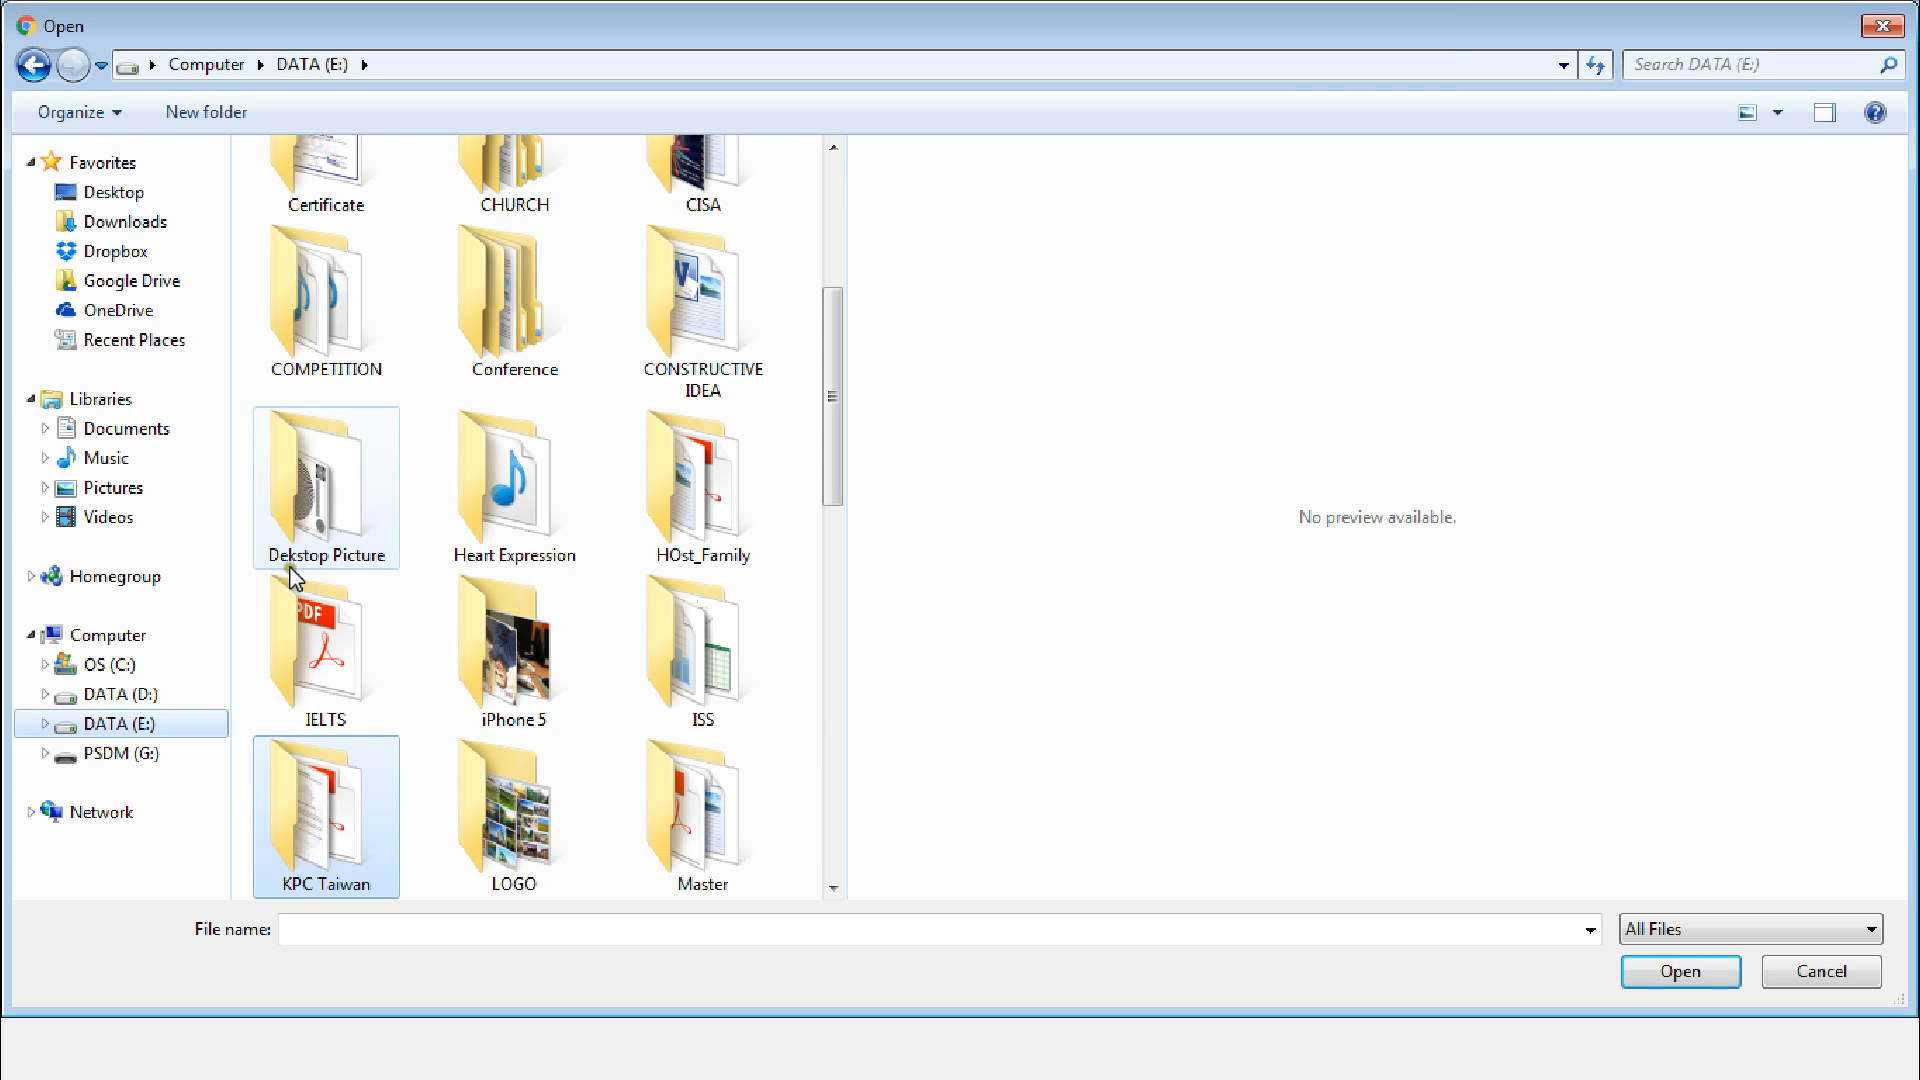 Open
Computer
DATA (E:)
Search DATA (E:)
Organize
New folder
Favorites
Desktop
Downloads
Dropbox
Google Drive
OneDrive
Recent Places
Libraries
Documents
Music
Pictures
Videos
Homegroup
Computer
OS (C:)
DATA (D:)
DATA (E:)
PSDM (G:)
Network
Certificate
CHURCH
CISA
COMPETITION
Conference
CONSTRUCTIVE
IDEA
Dekstop Picture
Heart Expression
HOst_Family
PDF
IELTS
iPhone 5
ISS
KPC Taiwan
LOGO
Master
No preview available.
File name:
All Files
Open
Cancel